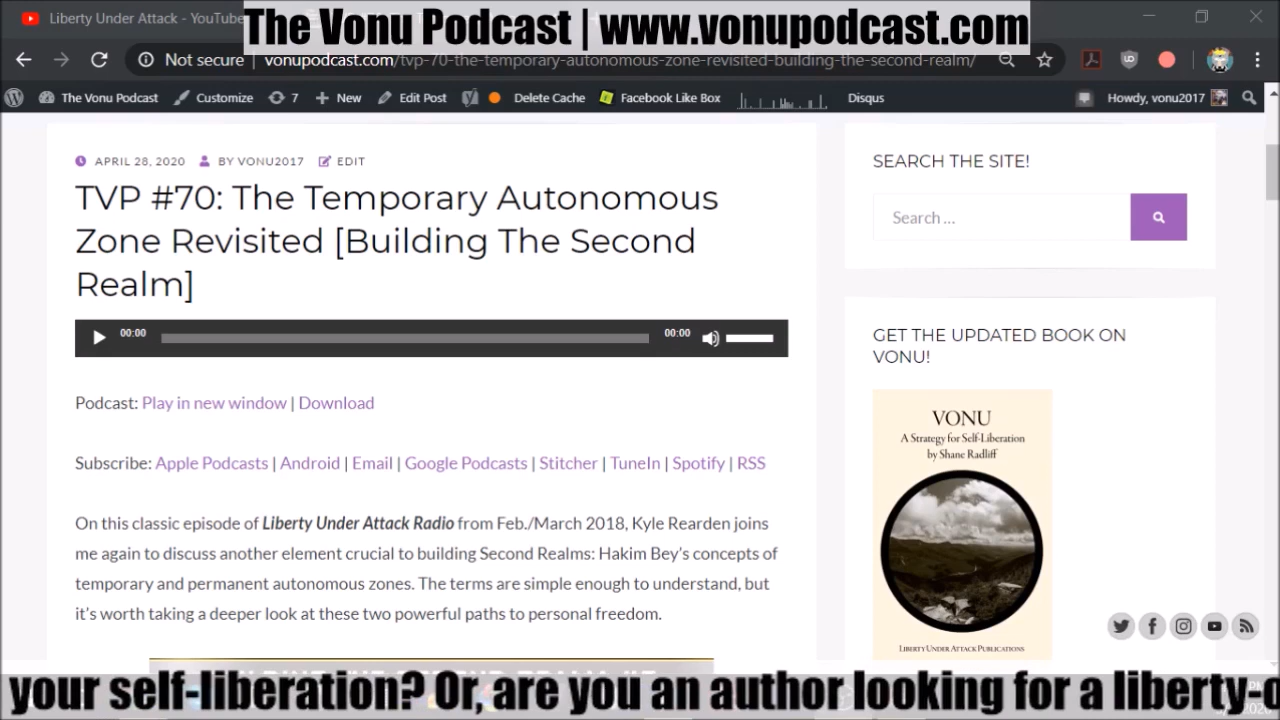 Liberty Under Attack - YouTube
The Vonu Podcast | www.vonupodcast.com
Not secure | vonupodcast.com/tvp-70-the-temporary-autonomous-zone-revisited-building-the-second-realm/
The Vonu Podcast Customize 7 New Edit Post Delete Cache Facebook Like Box Disqus Howdy, vonu2017
APRIL 28, 2020 BY VONU2017 EDIT
TVP #70: The Temporary Autonomous
Zone Revisited [Building The Second
Realm]
00:00 00:00
Podcast: Play in new window | Download
Subscribe: Apple Podcasts | Android | Email | Google Podcasts | Stitcher | TuneIn | Spotify | RSS
On this classic episode of Liberty Under Attack Radio from Feb./March 2018, Kyle Rearden joins
me again to discuss another element crucial to building Second Realms: Hakim Bey's concepts of
temporary and permanent autonomous zones. The terms are simple enough to understand, but
it's worth taking a deeper look at these two powerful paths to personal freedom.
SEARCH THE SITE!
Search ...
GET THE UPDATED BOOK ON
VONU!
VONU
A Strategy for Self-Liberation
by Shane Radliff
LIBERTY UNDER ATTACK PUBLICATIONS
your self-liberation? Or, are you an author looking for a liberty-